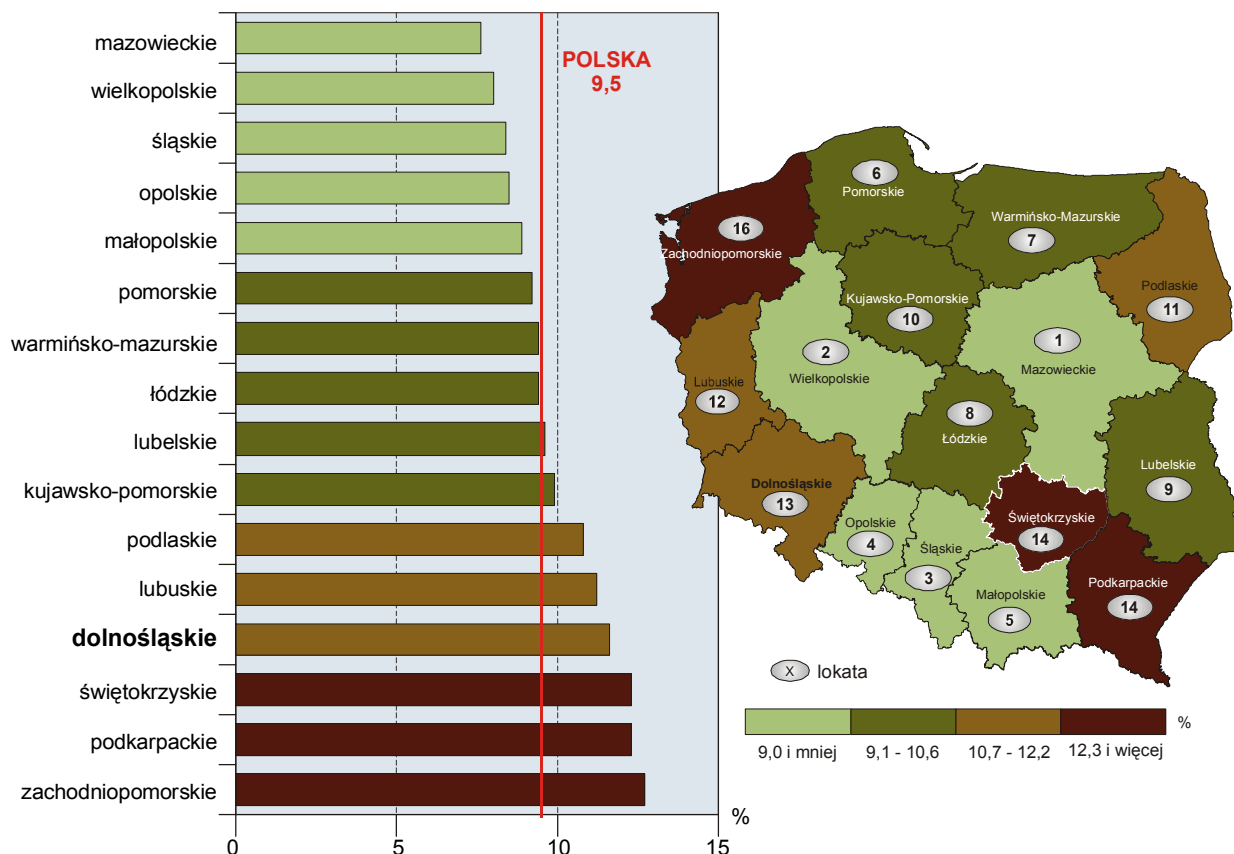 mazowieckie
wielkopolskie
śląskie
opolskie
małopolskie
pomorskie
warmińsko-mazurskie
łódzkie
lubelskie
kujawsko-pomorskie
podlaskie
lubuskie
dolnośląskie
świętokrzyskie
podkarpackie
zachodniopomorskie
0
5
10
15
%
POLSKA
9,5
6
Pomorskie
16
Zachodniopomorskie
Warmińsko-Mazurskie
7
Podlaskie
11
Kujawsko-Pomorskie
10
1
Mazowieckie
2
Wielkopolskie
Lubuskie
12
8
Łódzkie
Lubelskie
9
Dolnośląskie
13
Opolskie
4
Śląskie
3
Świętokrzyskie
14
Małopolskie
5
Podkarpackie
14
X lokata
%
9,0 i mniej
9,1 - 10,6
10,7 - 12,2
12,3 i więcej